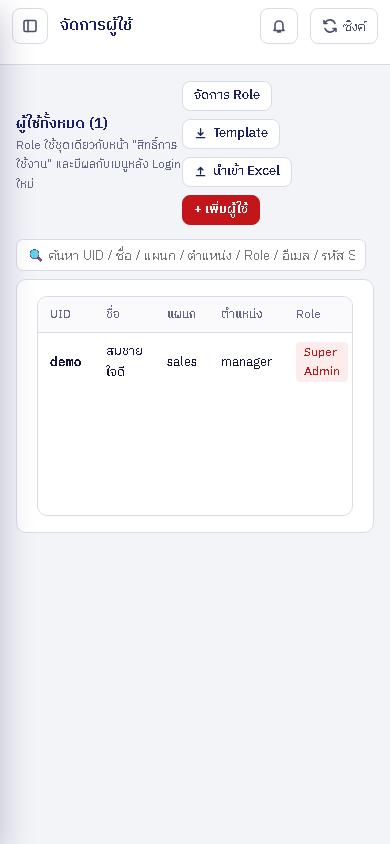 จัดการผู้ใช้
ซิงค์
ผู้ใช้ทั้งหมด (1)
Role ใช้ชุดเดียวกับหน้า "สิทธิ์การ
ใช้งาน" และมีผลกับเมนูหลัง Login
ใหม่
จัดการ Role
Template
นำเข้า Excel
+ เพิ่มผู้ใช้
ค้นหา UID / ชื่อ / แผนก / ตำแหน่ง / Role / อีเมล / รหัส S
UID ชื่อ แผนก ตำแหน่ง Role
demo สมชาย ใจดี sales manager Super Admin